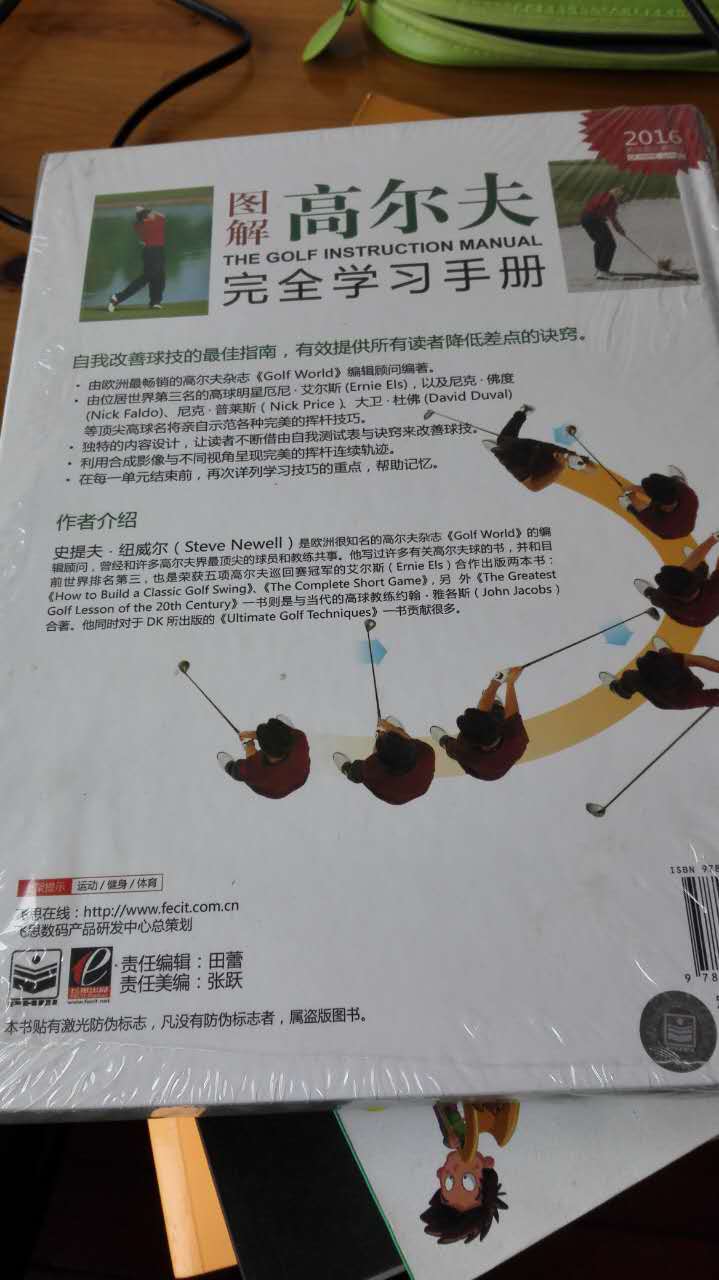 2016
图解 高尔夫
THE GOLF INSTRUCTION MANUAL
完全学习手册
自我改善球技的最佳指南，有效提供所有读者降低差点的诀窍。
· 由欧洲最畅销的高尔夫杂志《Golf World》编辑顾问编著。
· 由位居世界第三名的高球明星厄尼·艾尔斯 (Ernie Els)，以及尼克·佛度
(Nick Faldo)、尼克·普莱斯（Nick Price）、大卫·杜佛 (David Duval)
等顶尖高球名将亲自示范各种完美的挥杆技巧。
· 独特的内容设计，让读者不断借由自我测试表与诀窍来改善球技。
· 利用合成影像与不同视角呈现完美的挥杆连续轨迹。
· 在每一单元结束前，再次详列学习技巧的重点，帮助记忆。
作者介绍
史提夫·纽威尔（Steve Newell）是欧洲很知名的高尔夫杂志《Golf World》的编
辑顾问，曾经和许多高尔夫界最顶尖的球员和教练共事。他写过许多有关高尔夫球的书，并和目
前世界排名第三，也是荣获五项高尔夫巡回赛冠军的艾尔斯（Ernie Els）合作出版两本书：
《How to Build a Classic Golf Swing》、《The Complete Short Game》，另 外《The Greatest
Golf Lesson of the 20th Century》一书则是与当代的高球教练约翰·雅各斯（John Jacobs）
合著。他同时对于 DK 所出版的《Ultimate Golf Techniques》一书贡献很多。
ISBN 978
上架提示 运动/健身/体育
飞思在线：http://www.fecit.com.cn
飞思数码产品研发中心总策划
9 78
责任编辑：田蕾
责任美编：张跃
www.fecit.net
本书贴有激光防伪标志，凡没有防伪标志者，属盗版图书。